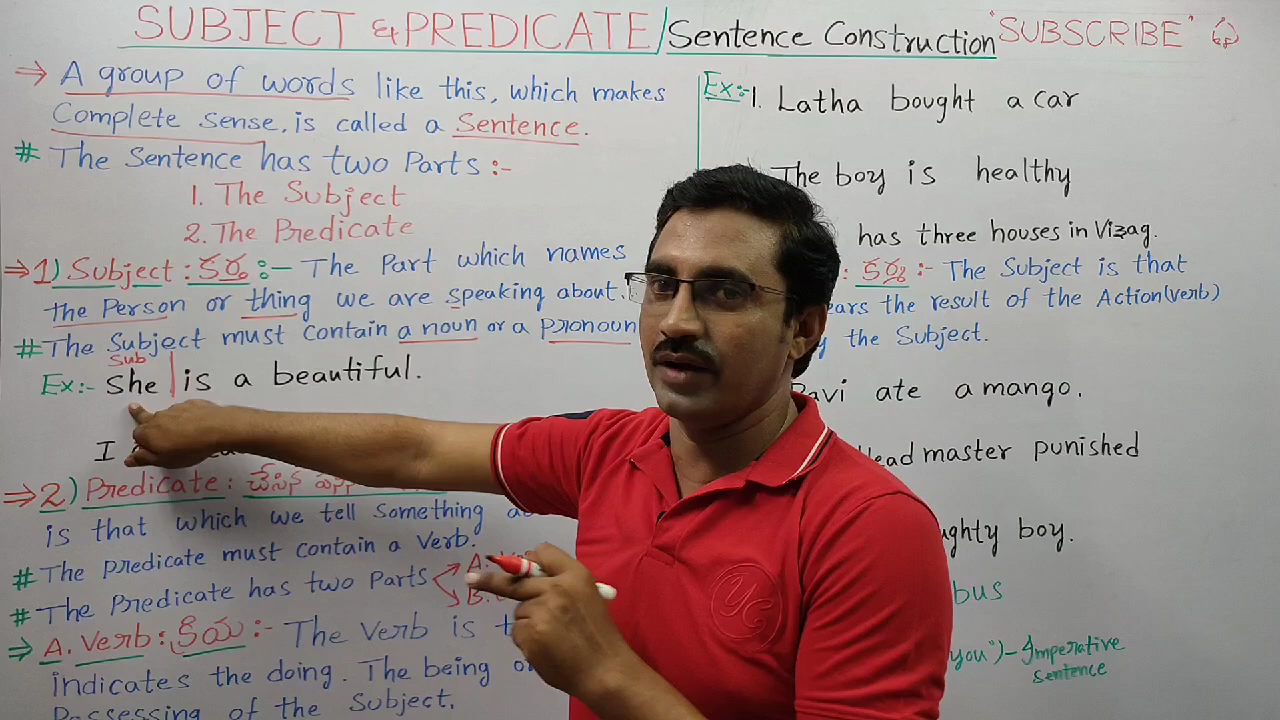 SUBJECT & PREDICATE/Sentence Construction "SUBSCRIBE"
⇒ A group of words like this, which makes
Complete sense, is called a Sentence.
# The Sentence has two Parts :-
1. The Subject
2. The Predicate
⇒ 1) Subject : కర్త :- The Part which names
the Person or thing we are speaking about.
# The Subject must contain a noun or a pronoun
Sub
Ex:- She | is a beautiful.
I
⇒ 2) Predicate : చేసిన
is that which we tell something
# The predicate must contain a Verb.
# The Predicate has two Parts
A.
B.
⇒ A. Verb : క్రియ :- The Verb is
indicates the doing. The being
Possessing of the Subject.
Ex:- 1. Latha bought a car
The boy is healthy
has three houses in Vizag.
: కర్త :- The Subject is that
the result of the Action(verb)
the Subject.
Ravi ate a mango.
Head master punished
boy.
bus
you") - Imperative
sentence
YG